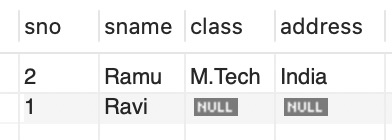 sno sname class address
2 Ramu M.Tech India
1 Ravi NULL NULL